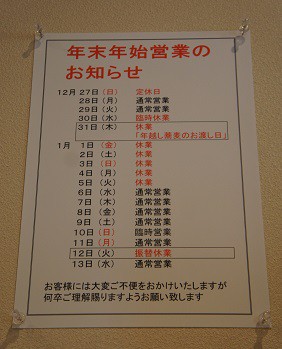 年末年始営業の
お知らせ
12月 27日（日） 定休日
28日（月） 通常営業
29日（火） 通常営業
30日（水） 臨時休業
31日（木） 休業
「年越し蕎麦のお渡し日」
1月 1日（金） 休業
2日（土） 休業
3日（日） 休業
4日（月） 休業
5日（火） 休業
6日（水） 通常営業
7日（木） 通常営業
8日（金） 通常営業
9日（土） 通常営業
10日（日） 臨時営業
11日（月） 通常営業
12日（火） 振替休業
13日（水） 通常営業
お客様には大変ご不便をおかけいたしますが
何卒ご理解賜りますようお願い致します